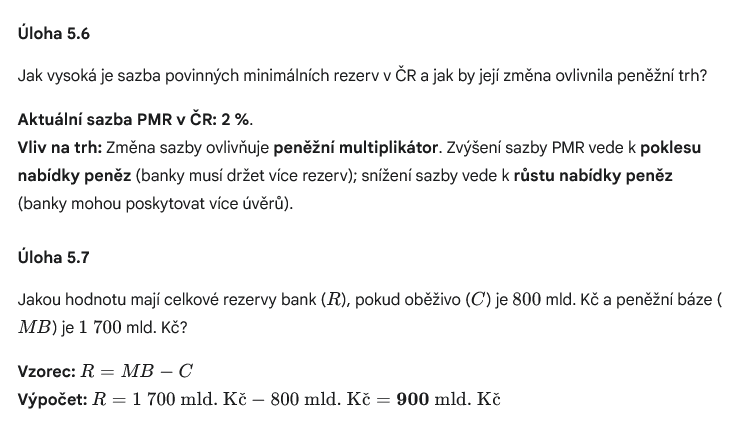 Úloha 5.6
Jak vysoká je sazba povinných minimálních rezerv v ČR a jak by její změna ovlivnila peněžní trh?
Aktuální sazba PMR v ČR: 2 %.
Vliv na trh: Změna sazby ovlivňuje peněžní multiplikátor. Zvýšení sazby PMR vede k poklesu
nabídky peněz (banky musí držet více rezerv); snížení sazby vede k růstu nabídky peněz
(banky mohou poskytovat více úvěrů).
Úloha 5.7
Jakou hodnotu mají celkové rezervy bank (R), pokud oběživo (C) je 800 mld. Kč a peněžní báze (
MB) je 1 700 mld. Kč?
Vzorec: R = MB − C
Výpočet: R = 1 700 mld. Kč − 800 mld. Kč = 900 mld. Kč